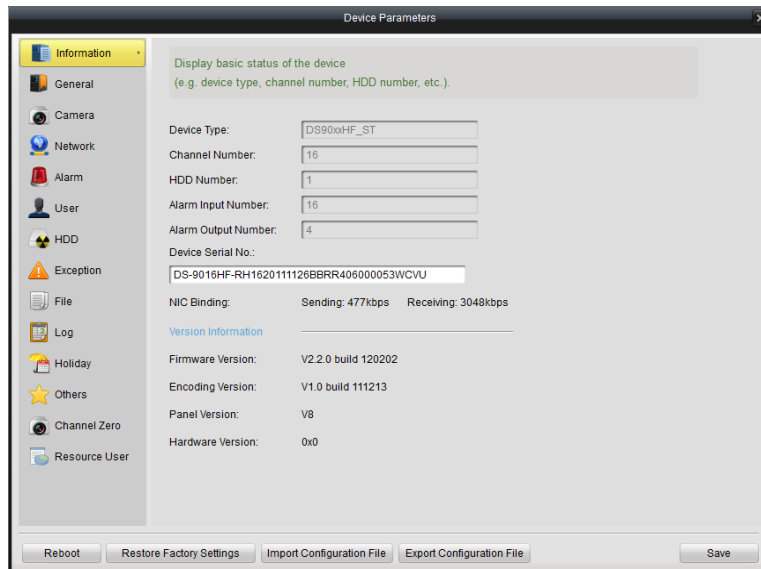 Device Parameters
Information
General
Camera
Network
Alarm
User
HDD
Exception
File
Log
Holiday
Others
Channel Zero
Resource User
Display basic status of the device
(e.g. device type, channel number, HDD number, etc.).
Device Type: DS90xxHF_ST
Channel Number: 16
HDD Number: 1
Alarm Input Number: 16
Alarm Output Number: 4
Device Serial No.:
DS-9016HF-RH1620111126BBRR406000053WCVU
NIC Binding: Sending: 477kbps Receiving: 3048kbps
Version Information
Firmware Version: V2.2.0 build 120202
Encoding Version: V1.0 build 111213
Panel Version: V8
Hardware Version: 0x0
Reboot Restore Factory Settings Import Configuration File Export Configuration File Save